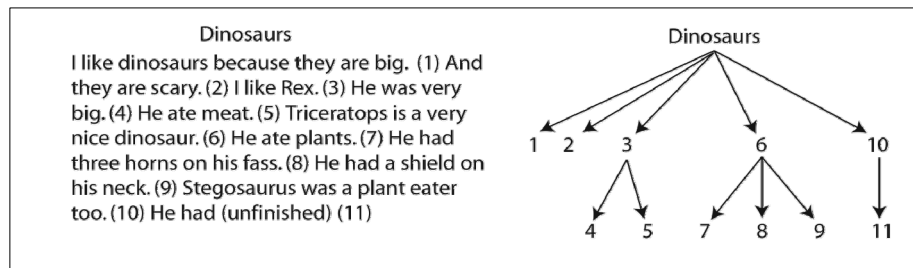 Dinosaurs
I like dinosaurs because they are big. (1) And
they are scary. (2) I like Rex. (3) He was very
big. (4) He ate meat. (5) Triceratops is a very
nice dinosaur. (6) He ate plants. (7) He had
three horns on his fass. (8) He had a shield on
his neck. (9) Stegosaurus was a plant eater
too. (10) He had (unfinished) (11)
Dinosaurs
1 2 3 6 10
4 5 7 8 9 11